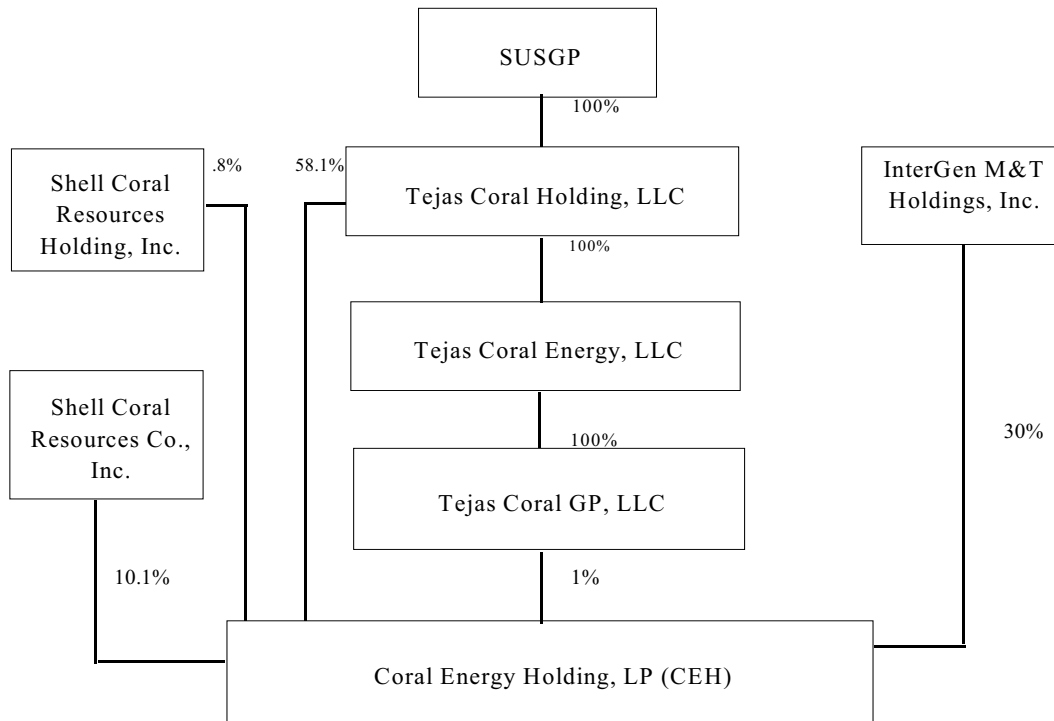 SUSGP
100%
Shell Coral
Resources
Holding, Inc.
.8%
58.1%
Tejas Coral Holding, LLC
InterGen M&T
Holdings, Inc.
100%
Tejas Coral Energy, LLC
Shell Coral
Resources Co.,
Inc.
100%
30%
Tejas Coral GP, LLC
10.1%
1%
Coral Energy Holding, LP (CEH)